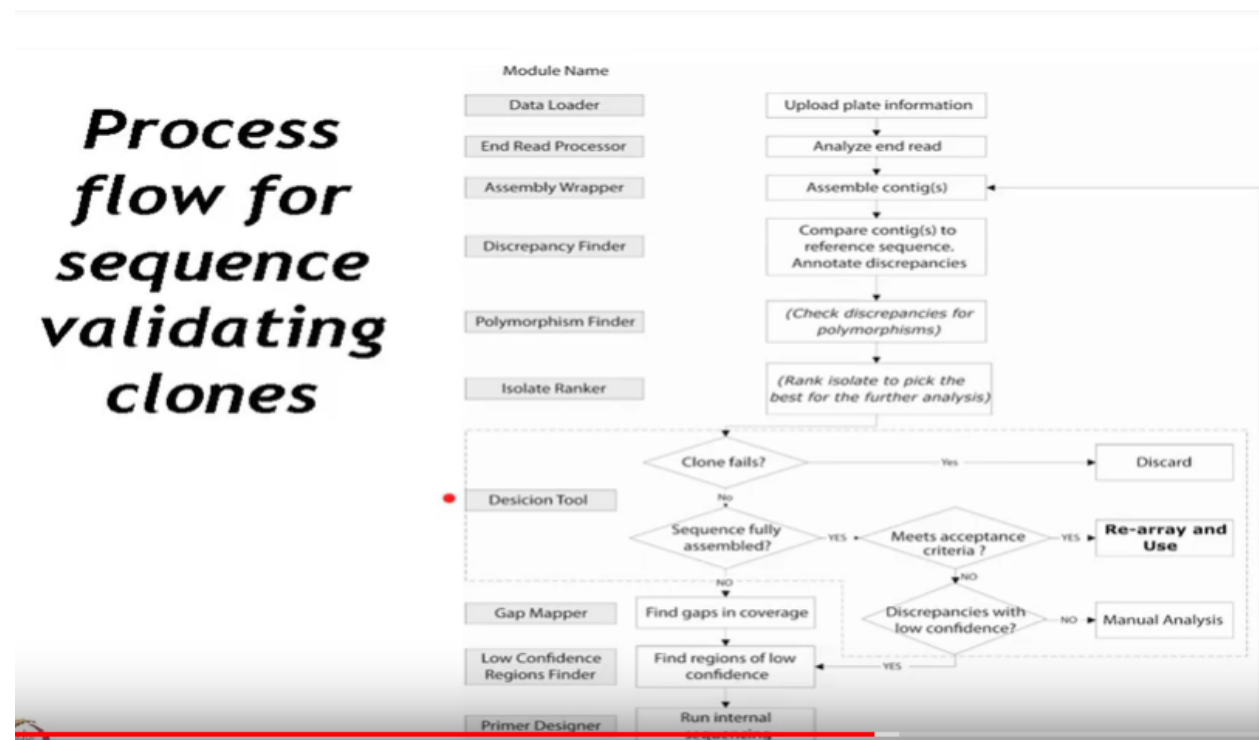 Process
flow for
sequence
validating
clones
Module Name
Data Loader
Upload plate information
End Read Processor
Analyze end read
Assembly Wrapper
Assemble contig(s)
Discrepancy Finder
Compare contig(s) to
reference sequence.
Annotate discrepancies
Polymorphism Finder
(Check discrepancies for
polymorphisms)
Isolate Ranker
(Rank isolate to pick the
best for the further analysis)
Clone fails?
Yes
Discard
No
Desicion Tool
Sequence fully
assembled?
YES
Meets acceptance
criteria ?
YES
Re-array and
Use
NO
NO
Gap Mapper
Find gaps in coverage
Discrepancies with
low confidence?
NO
Manual Analysis
YES
Low Confidence
Regions Finder
Find regions of low
confidence
Primer Designer
Run internal
sequencing